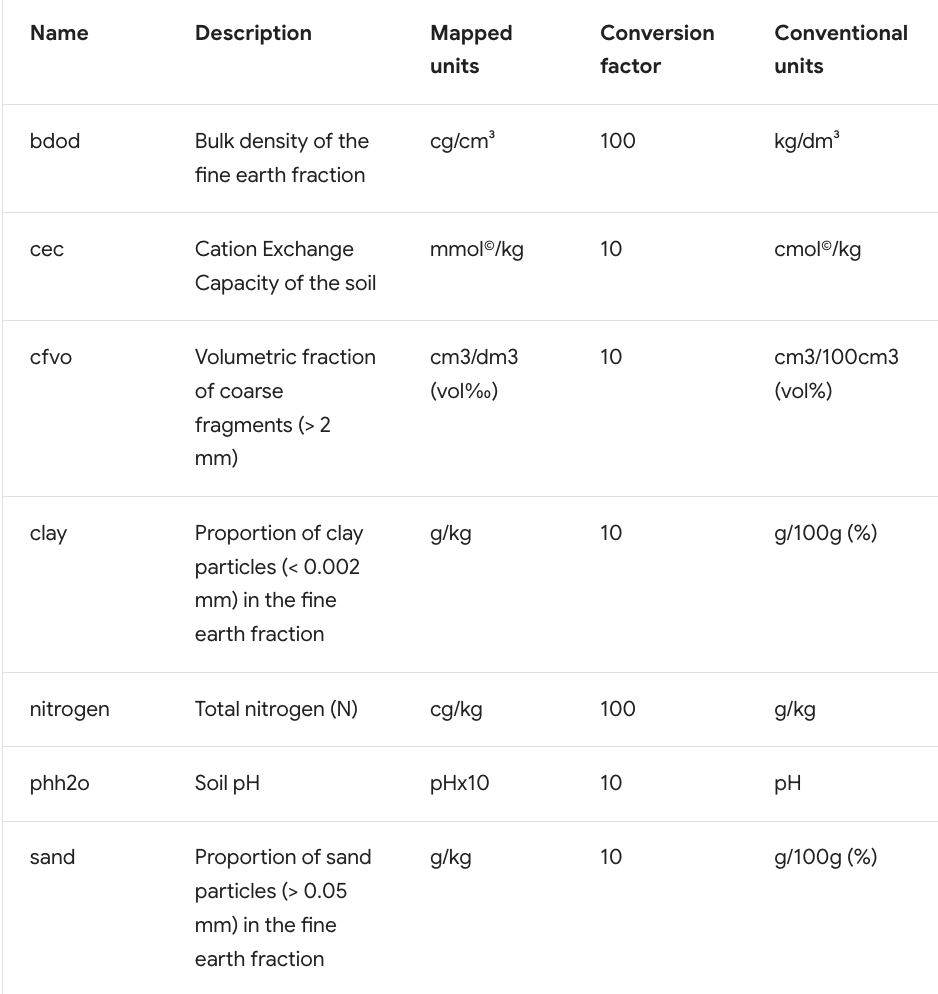 Name Description Mapped units Conversion factor Conventional units
bdod Bulk density of the fine earth fraction cg/cm³ 100 kg/dm³
cec Cation Exchange Capacity of the soil mmol©/kg 10 cmol©/kg
cfvo Volumetric fraction of coarse fragments (> 2 mm) cm3/dm3 (vol‰) 10 cm3/100cm3 (vol%)
clay Proportion of clay particles (< 0.002 mm) in the fine earth fraction g/kg 10 g/100g (%)
nitrogen Total nitrogen (N) cg/kg 100 g/kg
phh2o Soil pH pHx10 10 pH
sand Proportion of sand particles (> 0.05 mm) in the fine earth fraction g/kg 10 g/100g (%)